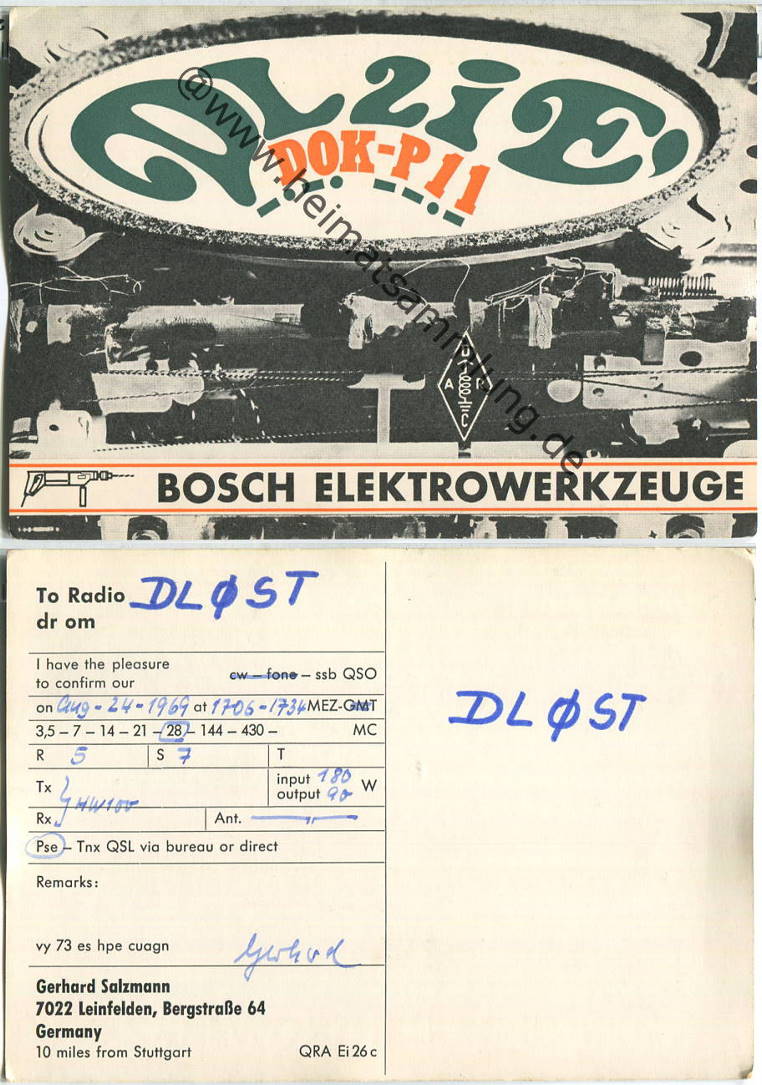 DL2IE
DOK-P11
@www.heimatsammlung.de
D
A R
C
BOSCH ELEKTROWERKZEUGE
To Radio DLØST
dr om
I have the pleasure
to confirm our cw – fone – ssb QSO
on Aug - 24 - 1969 at 1706 - 1734 MEZ-GMT
3,5 – 7 – 14 – 21 – 28 – 144 – 430 – MC
R 5 S 7 T
Tx HW100 input 180 W
output 90
Rx Ant.
Pse – Tnx QSL via bureau or direct
Remarks:
vy 73 es hpe cuagn Gerhard
Gerhard Salzmann
7022 Leinfelden, Bergstraße 64
Germany
10 miles from Stuttgart QRA Ei 26 c
DLØST